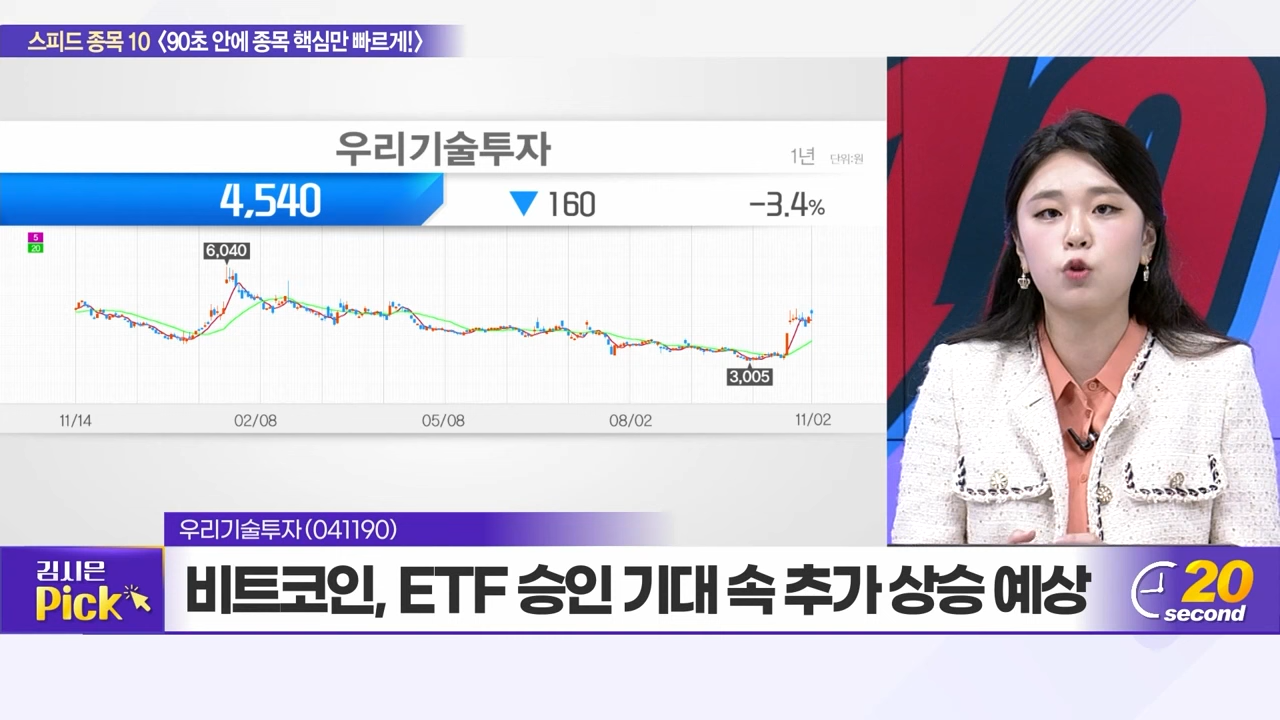 스피드 종목 10 〈90초 안에 종목 핵심만 빠르게!〉
우리기술투자
1년 단위:원
4,540 ▼ 160 -3.4%
5
20
6,040
3,005
11/14 02/08 05/08 08/02 11/02
우리기술투자(041190)
김시은
Pick
비트코인, ETF 승인 기대 속 추가 상승 예상
20
second